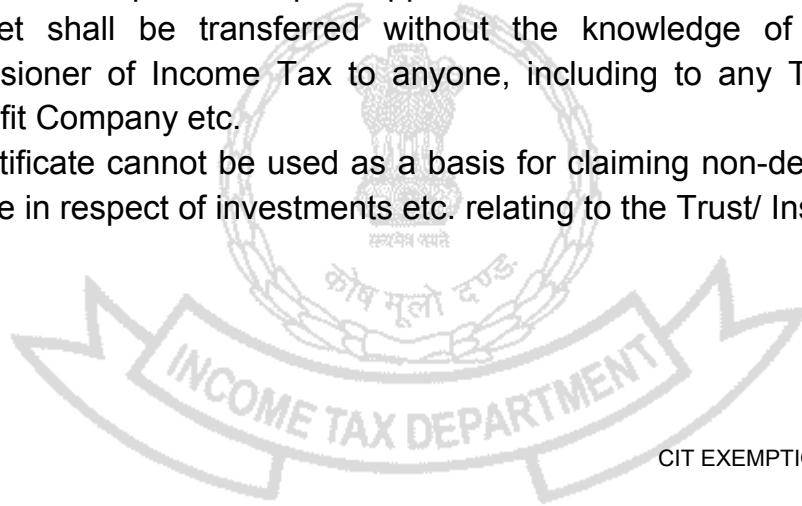 et shall be transferred without the knowledge of
sioner of Income Tax to anyone, including to any T
fit Company etc.
tificate cannot be used as a basis for claiming non-de
e in respect of investments etc. relating to the Trust/ Ins
सत्यमेव जयते
कोष मूलो दण्डः
INCOME TAX DEPARTMENT
CIT EXEMPTIO